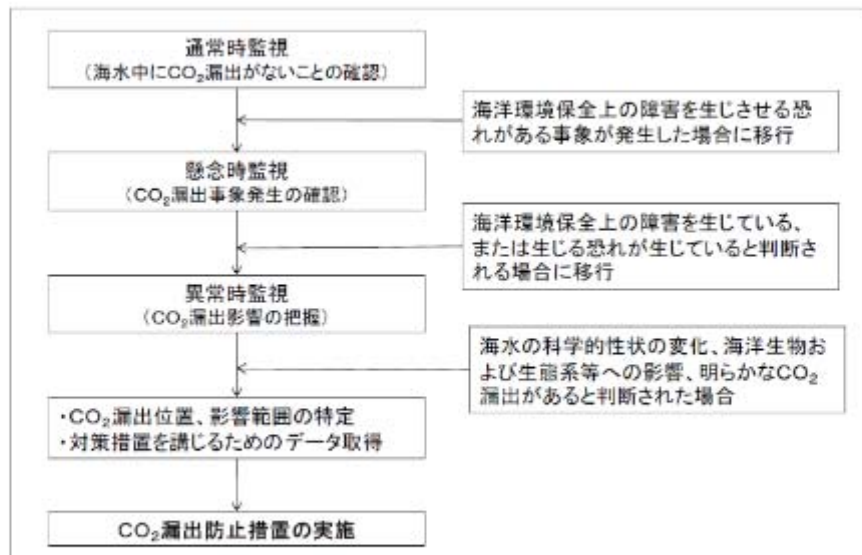 通常時監視
（海水中にCO₂漏出がないことの確認）
海洋環境保全上の障害を生じさせる恐
れがある事象が発生した場合に移行
懸念時監視
（CO₂漏出事象発生の確認）
海洋環境保全上の障害を生じている、
または生じる恐れが生じていると判断さ
れる場合に移行
異常時監視
（CO₂漏出影響の把握）
海水の科学的性状の変化、海洋生物お
よび生態系等への影響、明らかなCO₂
漏出があると判断された場合
・CO₂漏出位置、影響範囲の特定
・対策措置を講じるためのデータ取得
CO₂漏出防止措置の実施